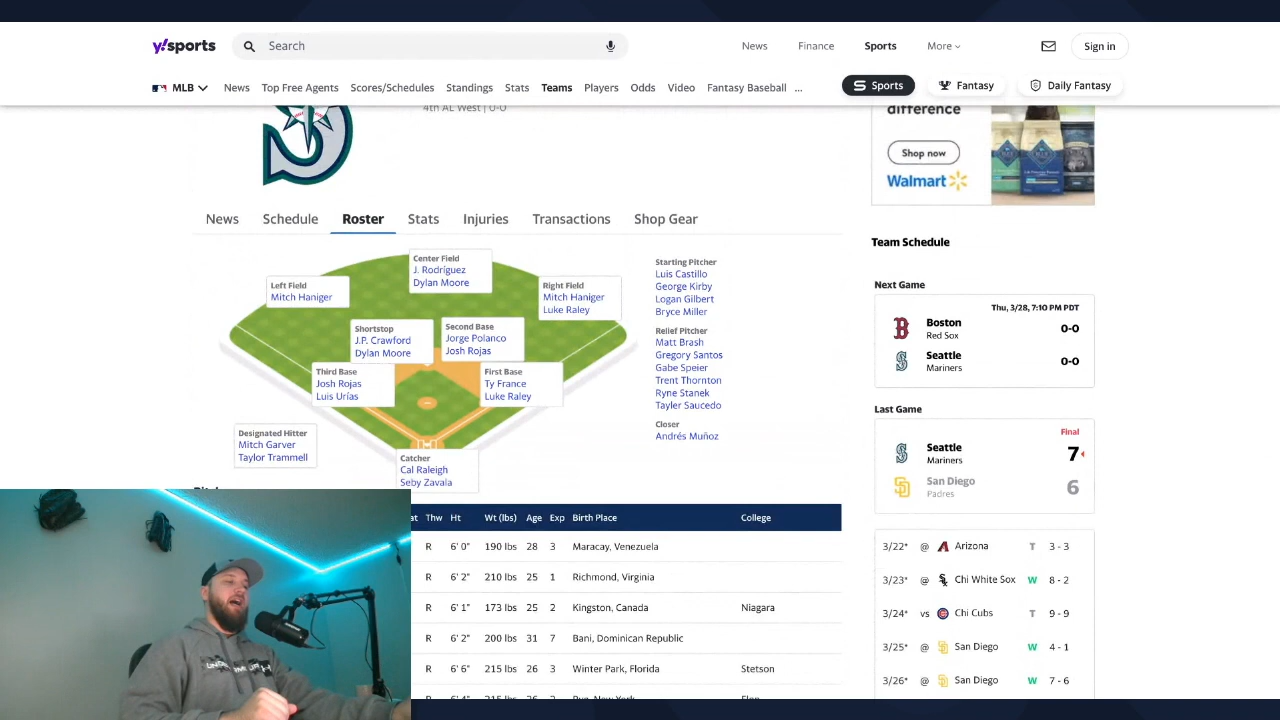 y!sports
Search
News
Finance
Sports
More
Sign in
MLB
News
Top Free Agents
Scores/Schedules
Standings
Stats
Teams
Players
Odds
Video
Fantasy Baseball
...
Sports
Fantasy
Daily Fantasy
4th AL West | 0-0
difference
Shop now
Walmart
News
Schedule
Roster
Stats
Injuries
Transactions
Shop Gear
Center Field
J. Rodríguez
Dylan Moore
Left Field
Mitch Haniger
Right Field
Mitch Haniger
Luke Raley
Shortstop
J.P. Crawford
Dylan Moore
Second Base
Jorge Polanco
Josh Rojas
Third Base
Josh Rojas
Luis Urías
First Base
Ty France
Luke Raley
Designated Hitter
Mitch Garver
Taylor Trammell
Catcher
Cal Raleigh
Seby Zavala
Starting Pitcher
Luis Castillo
George Kirby
Logan Gilbert
Bryce Miller
Relief Pitcher
Matt Brash
Gregory Santos
Gabe Speier
Trent Thornton
Ryne Stanek
Tayler Saucedo
Closer
Andrés Muñoz
Thw Ht Wt (lbs) Age Exp Birth Place College
R 6' 0" 190 lbs 28 3 Maracay, Venezuela
R 6' 2" 210 lbs 25 1 Richmond, Virginia
R 6' 1" 173 lbs 25 2 Kingston, Canada Niagara
R 6' 2" 200 lbs 31 7 Bani, Dominican Republic
R 6' 6" 215 lbs 26 3 Winter Park, Florida Stetson
Team Schedule
Next Game
Thu, 3/28, 7:10 PM PDT
Boston 0-0
Red Sox
Seattle 0-0
Mariners
Last Game
Final
Seattle 7
Mariners
San Diego 6
Padres
3/22* @ Arizona T 3 - 3
3/23* @ Chi White Sox W 8 - 2
3/24* vs Chi Cubs T 9 - 9
3/25* @ San Diego W 4 - 1
3/26* @ San Diego W 7 - 6